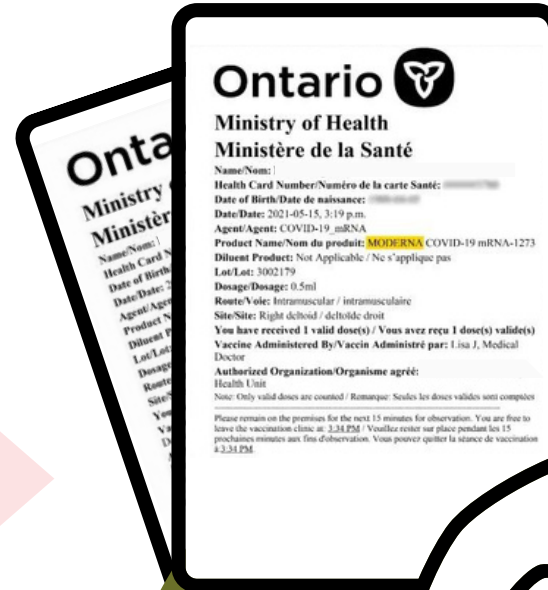 Ontario
Ministry of Health
Ministère de la Santé
Name/Nom:
Health Card Number/Numéro de la carte Santé:
Date of Birth/Date de naissance:
Date/Date: 2021-05-15, 3:19 p.m.
Agent/Agent: COVID-19_mRNA
Product Name/Nom du produit: MODERNA COVID-19 mRNA-1273
Diluent Product: Not Applicable / Ne s'applique pas
Lot/Lot: 3002179
Dosage/Dosage: 0.5ml
Route/Voie: Intramuscular / intramusculaire
Site/Site: Right deltoid / deltoïde droit
You have received 1 valid dose(s) / Vous avez reçu 1 dose(s) valide(s)
Vaccine Administered By/Vaccin Administré par: Lisa J, Medical
Doctor
Authorized Organization/Organisme agréé:
Health Unit
Note: Only valid doses are counted / Remarque: Seules les doses valides sont comptées
Please remain on the premises for the next 15 minutes for observation. You are free to
leave the vaccination clinic at: 3:34 PM / Veuillez rester sur place pendant les 15
prochaines minutes aux fins d'observation. Vous pouvez quitter la séance de vaccination
à 3:34 PM.
Onta
Ministry
Ministèr
Name/Nom:
Health Card N
Date of Birth
Date/Date: 2
Agent/Agen
Product N
Diluent P
Lot/Lot:
Dosage
Route
Site/S
You
Va